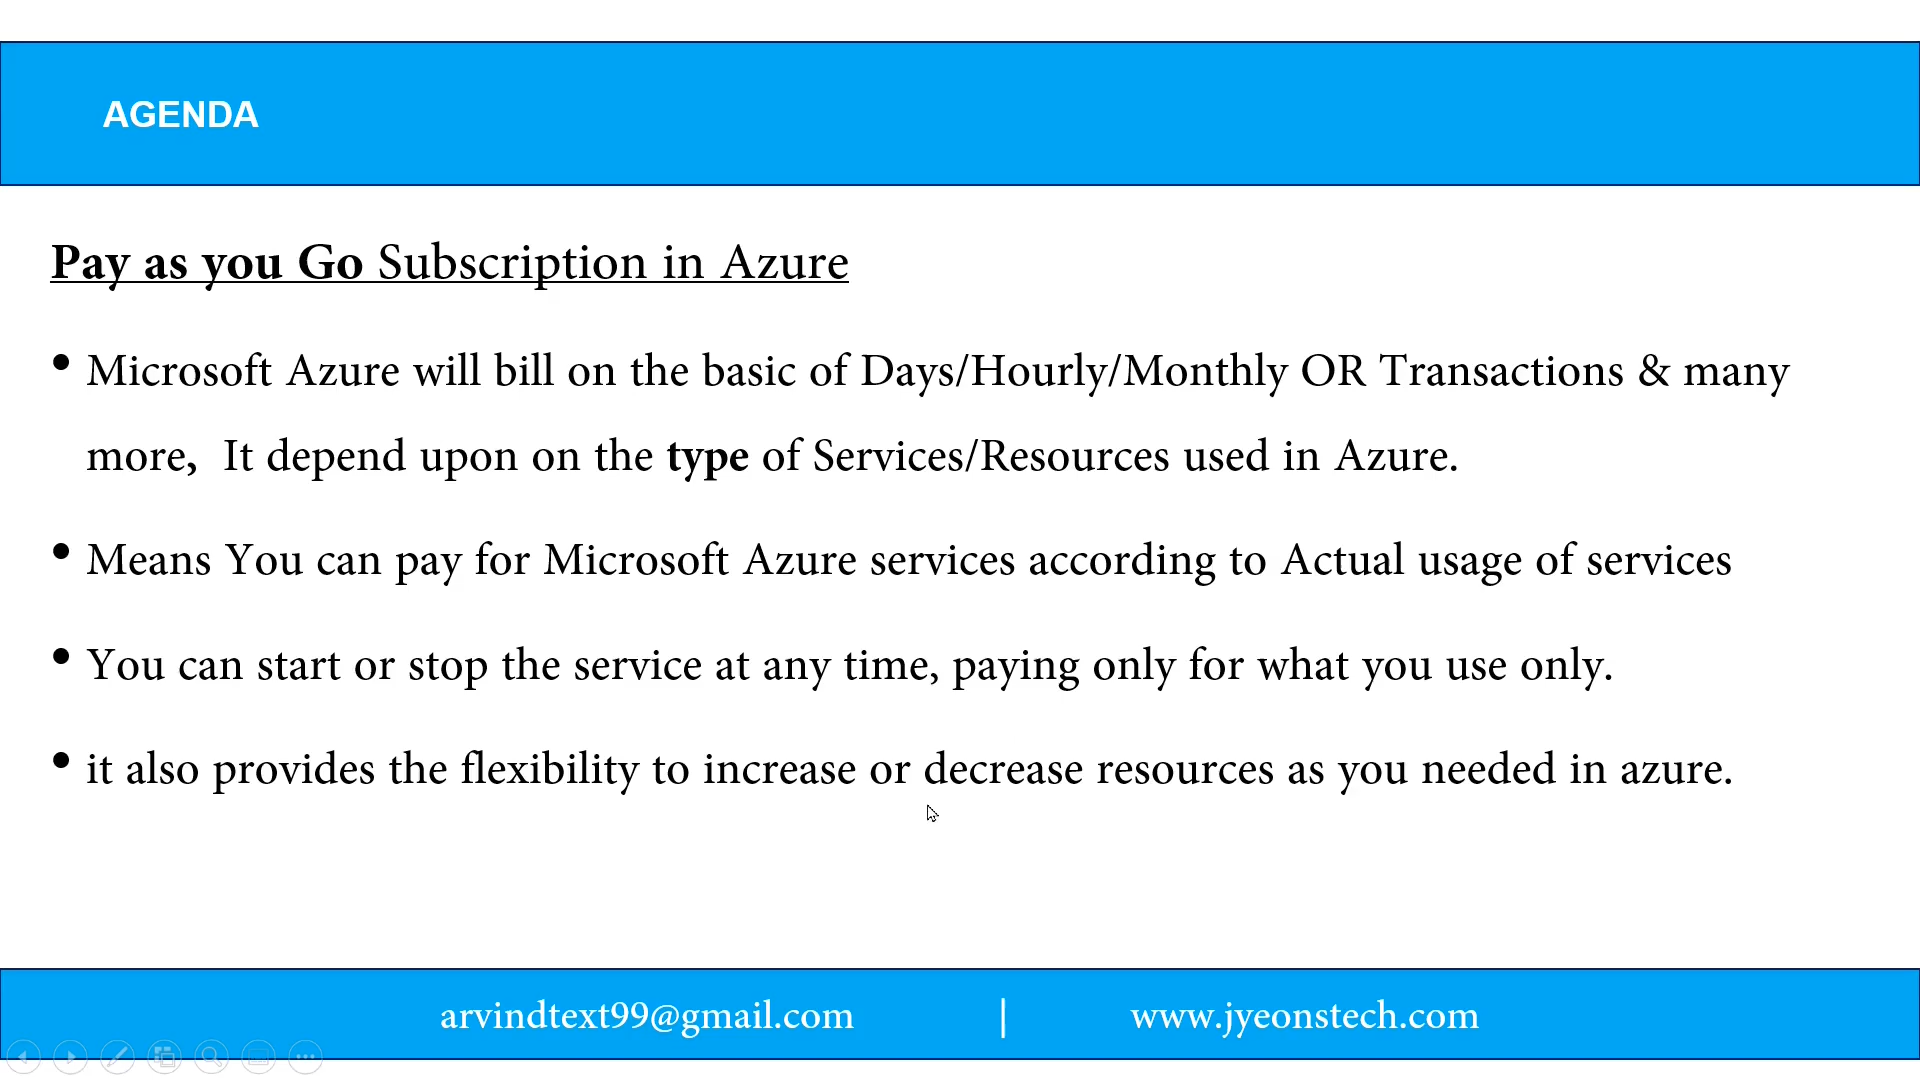 AGENDA
Pay as you Go Subscription in Azure
• Microsoft Azure will bill on the basic of Days/Hourly/Monthly OR Transactions & many
more,  It depend upon on the type of Services/Resources used in Azure.
• Means You can pay for Microsoft Azure services according to Actual usage of services
• You can start or stop the service at any time, paying only for what you use only.
• it also provides the flexibility to increase or decrease resources as you needed in azure.
arvindtext99@gmail.com | www.jyeonstech.com